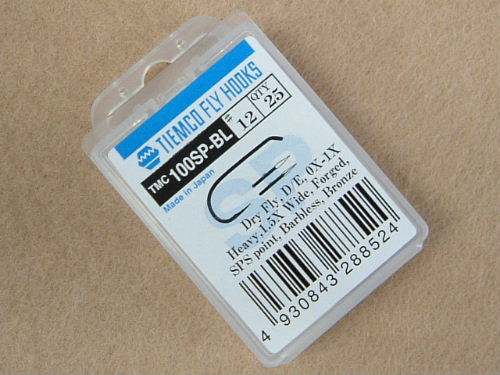 TIEMCO FLY HOOKS
TMC 100SP-BL
# 12
QTY 25
Made in Japan
SP
Dry Fly, D/E, 0X-1X
Heavy,1.5X Wide, Forged,
SPS point, Barbless, Bronze
4 930843 288524